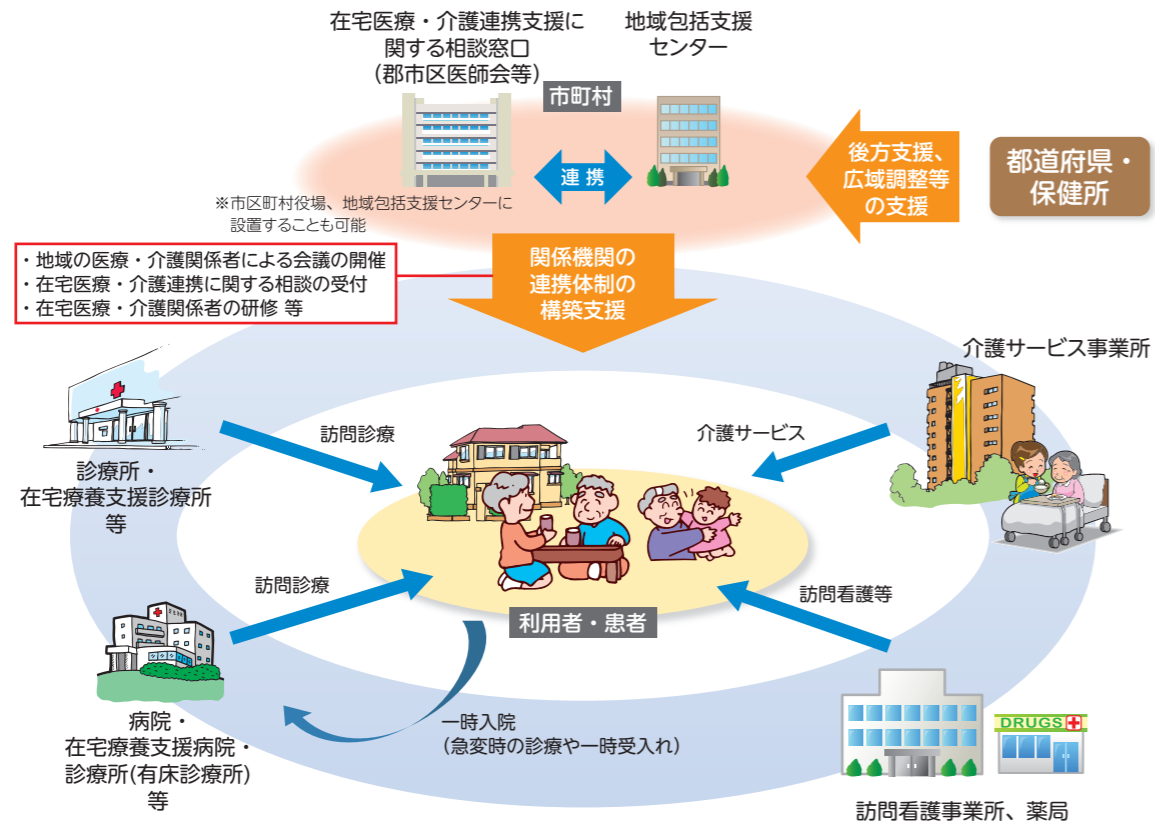 在宅医療・介護連携支援に
関する相談窓口
(郡市区医師会等)
地域包括支援
センター
市町村
連携
※市区町村役場、地域包括支援センターに
設置することも可能
後方支援、
広域調整等
の支援
都道府県・
保健所
・地域の医療・介護関係者による会議の開催
・在宅医療・介護連携に関する相談の受付
・在宅医療・介護関係者の研修 等
関係機関の
連携体制の
構築支援
介護サービス事業所
訪問診療
介護サービス
診療所・
在宅療養支援診療所
等
訪問診療
訪問看護等
利用者・患者
一時入院
(急変時の診療や一時受入れ)
病院・
在宅療養支援病院・
診療所(有床診療所)
等
DRUGS
訪問看護事業所、薬局